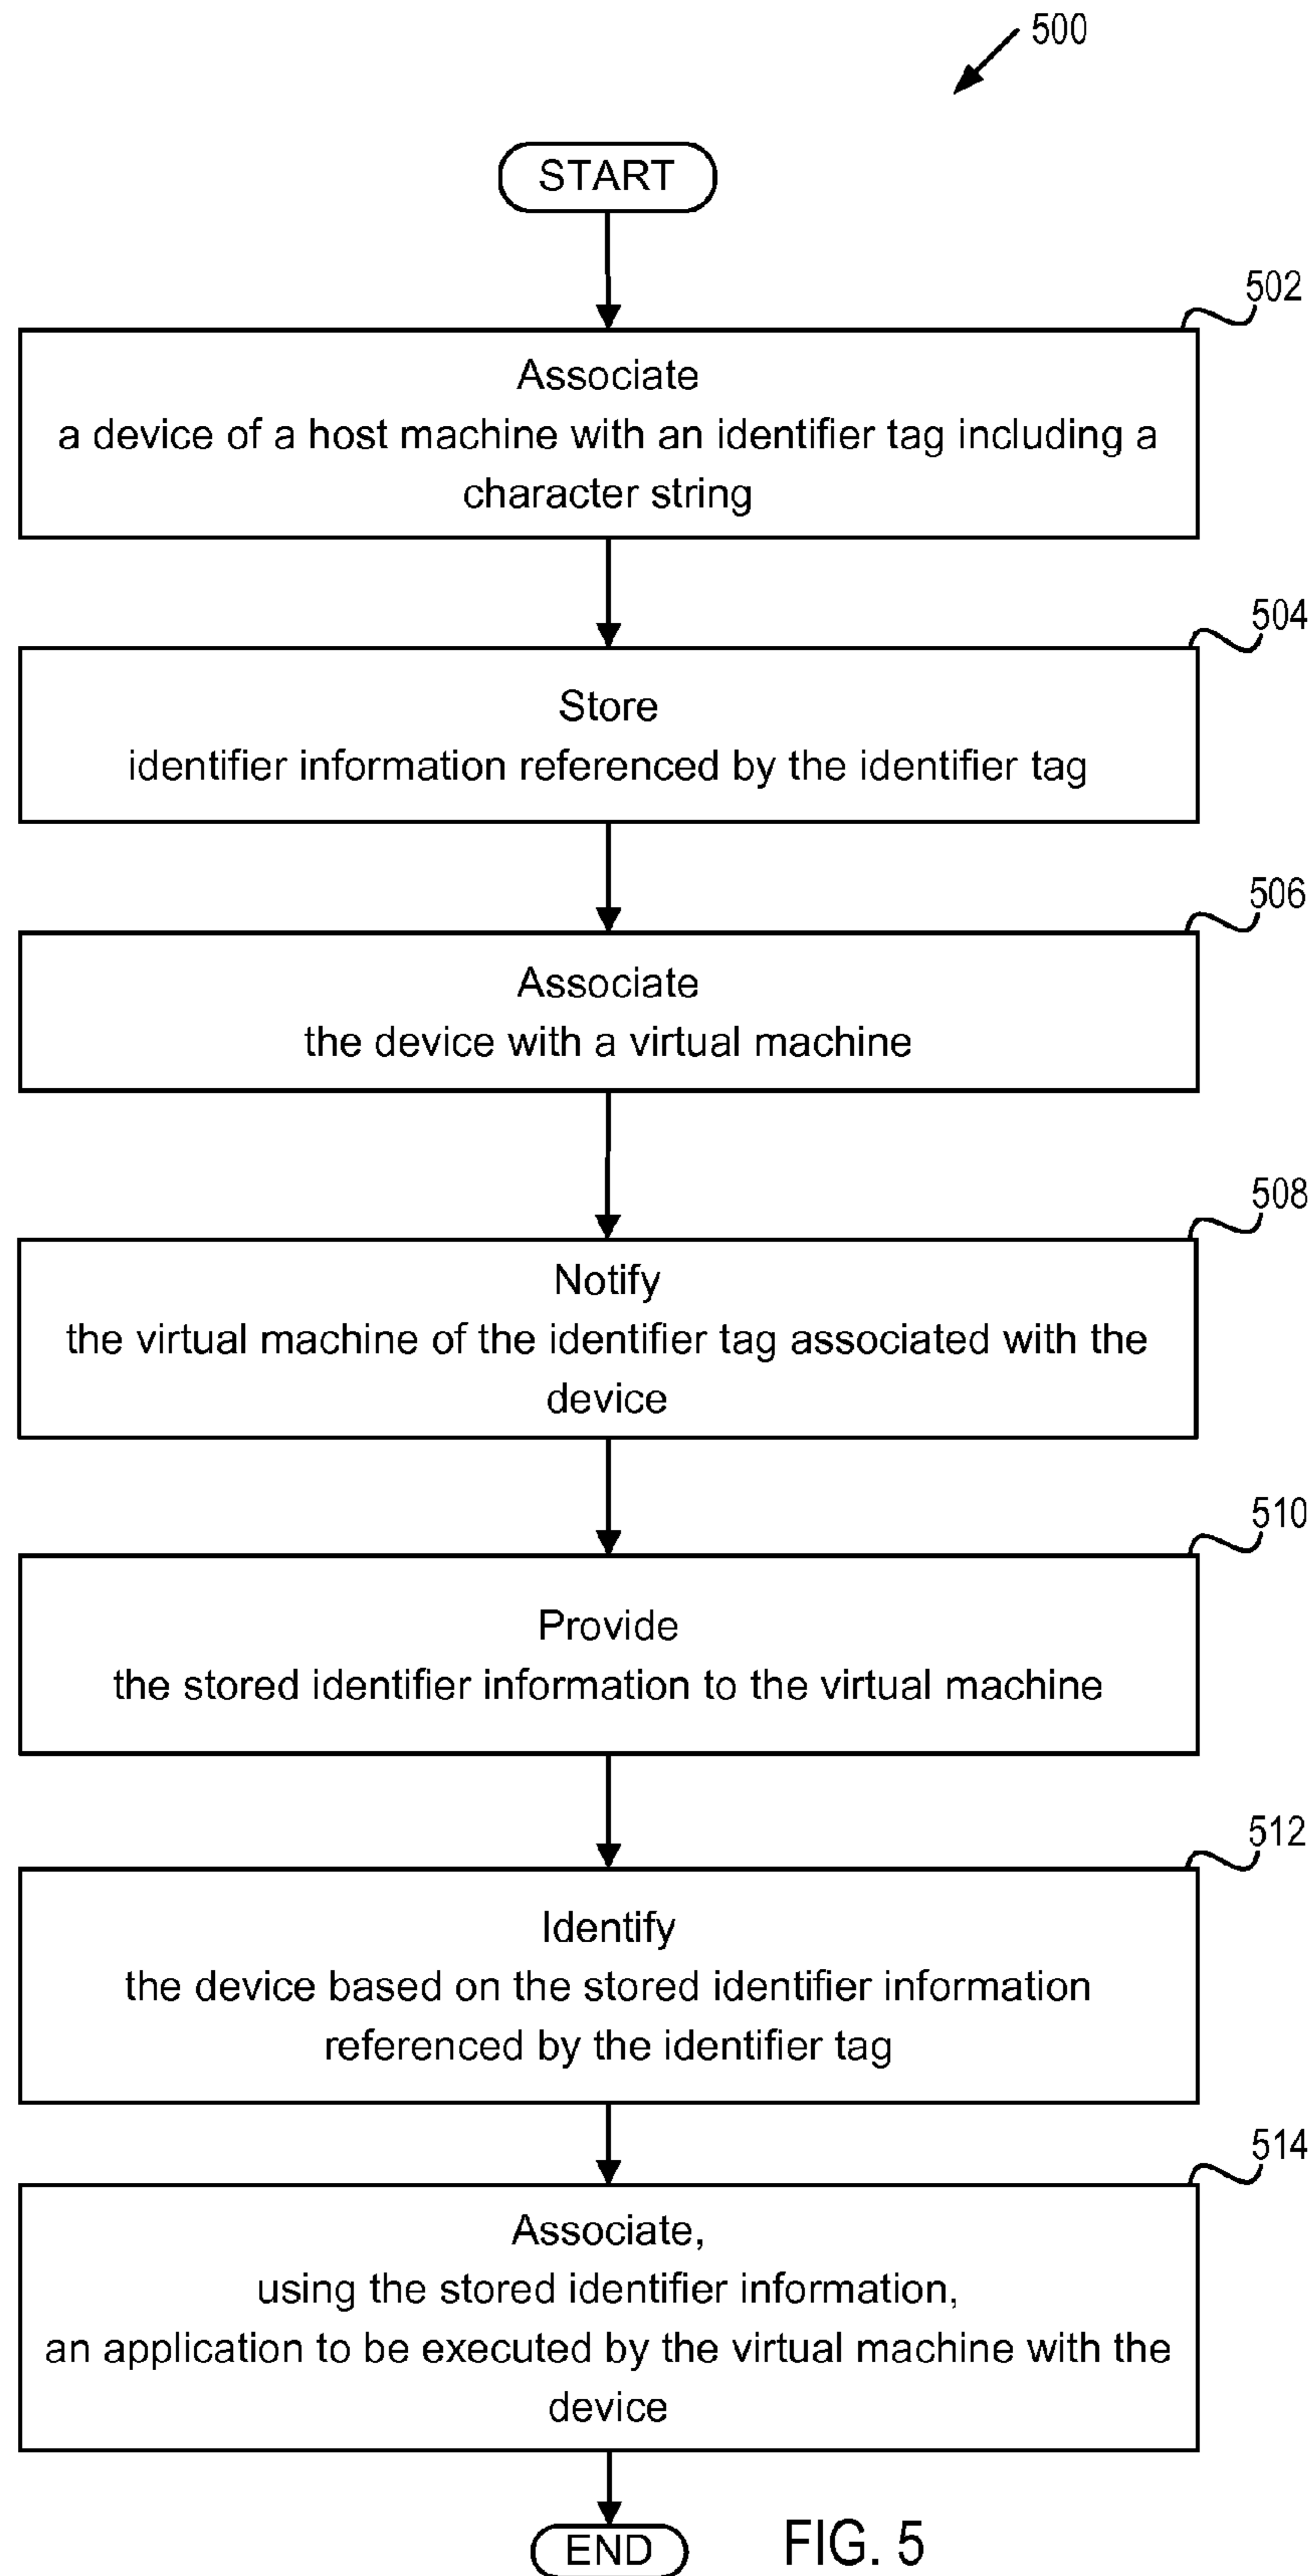 500
START
502
Associate
a device of a host machine with an identifier tag including a
character string
504
Store
identifier information referenced by the identifier tag
506
Associate
the device with a virtual machine
508
Notify
the virtual machine of the identifier tag associated with the
device
510
Provide
the stored identifier information to the virtual machine
512
Identify
the device based on the stored identifier information
referenced by the identifier tag
514
Associate,
using the stored identifier information,
an application to be executed by the virtual machine with the
device
END
FIG. 5